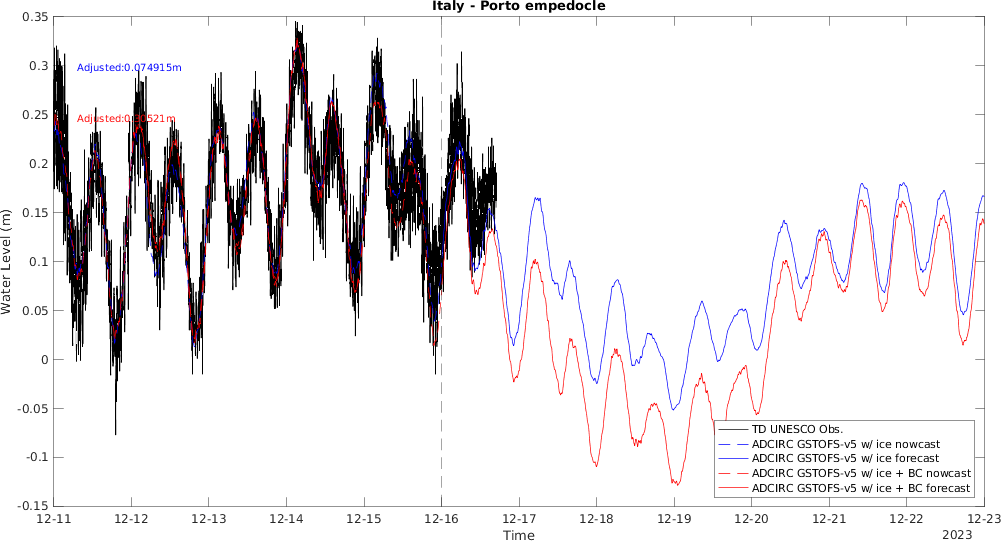 Italy - Porto empedocle
0.35
0.3
0.25
0.2
0.15
0.1
0.05
0
-0.05
-0.1
-0.15
Water Level (m)
Adjusted:0.074915m
TD UNESCO Obs.
ADCIRC GSTOFS-v5 w/ ice nowcast
ADCIRC GSTOFS-v5 w/ ice forecast
ADCIRC GSTOFS-v5 w/ ice + BC nowcast
ADCIRC GSTOFS-v5 w/ ice + BC forecast
12-11 12-12 12-13 12-14 12-15 12-16 12-17 12-18 12-19 12-20 12-21 12-22 12-23
Time
2023